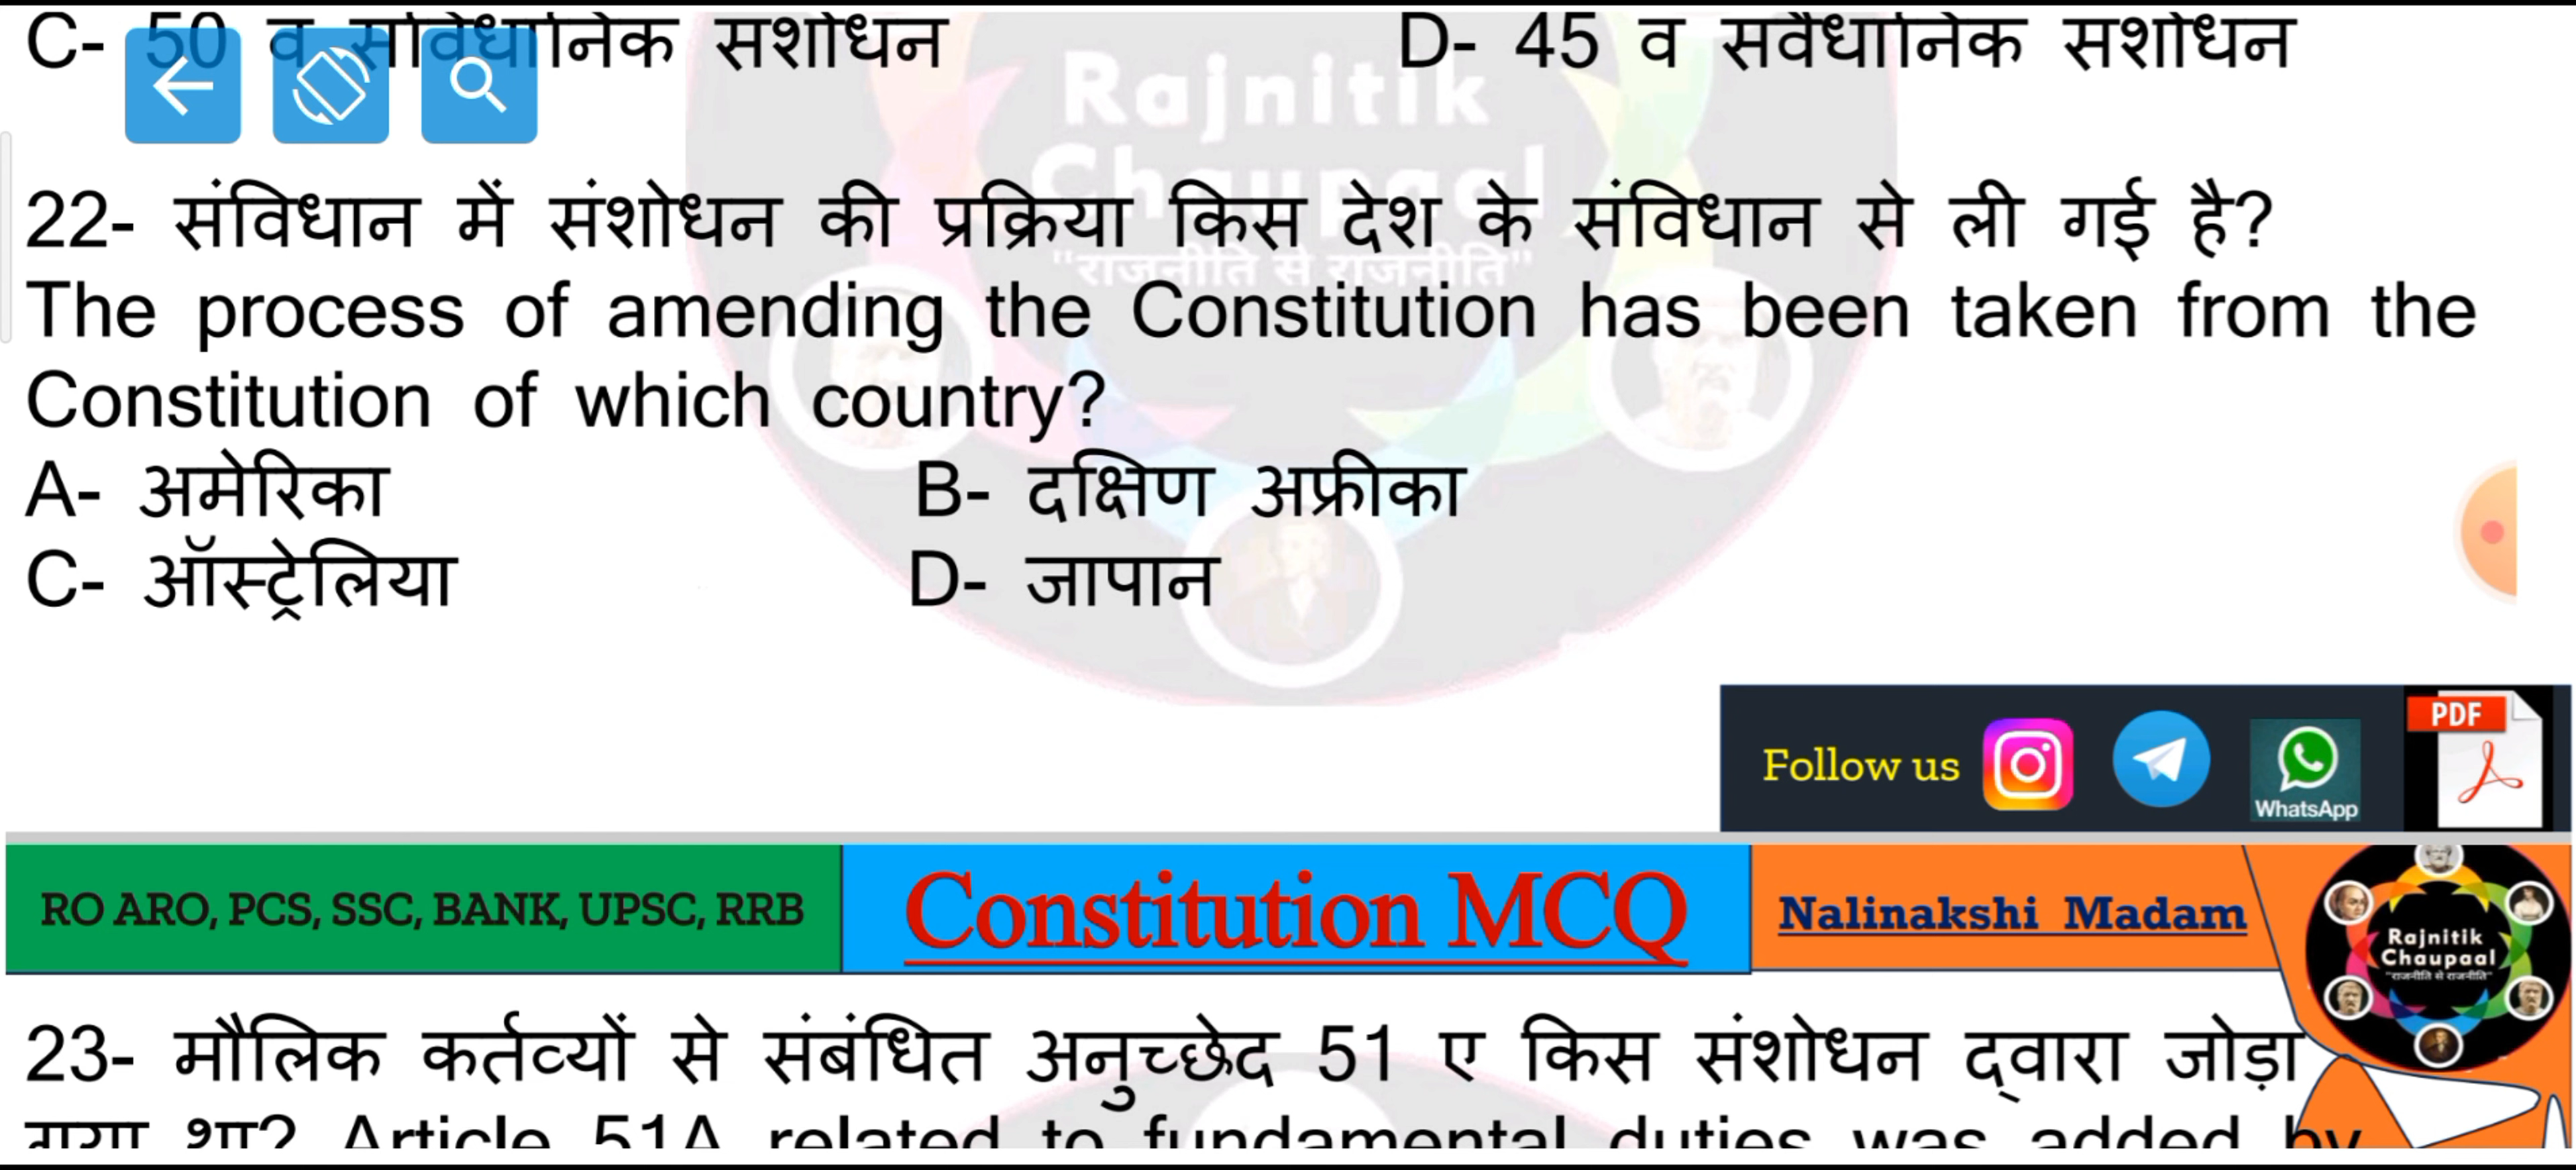 C- 50 व संविधानिक संशोधन D- 45 व संवैधानिक संशोधन
Rajnitik
Chaupaal
"राजनीति से राजनीति"
22- संविधान में संशोधन की प्रक्रिया किस देश के संविधान से ली गई है?
The process of amending the Constitution has been taken from the
Constitution of which country?
A- अमेरिका B- दक्षिण अफ्रीका
C- ऑस्ट्रेलिया D- जापान
Follow us WhatsApp PDF
RO ARO, PCS, SSC, BANK, UPSC, RRB Constitution MCQ Nalinakshi Madam
Rajnitik
Chaupaal
"राजनीति से राजनीति"
23- मौलिक कर्तव्यों से संबंधित अनुच्छेद 51 ए किस संशोधन द्वारा जोड़ा
गया था? Article 51A related to fundamental duties was added by